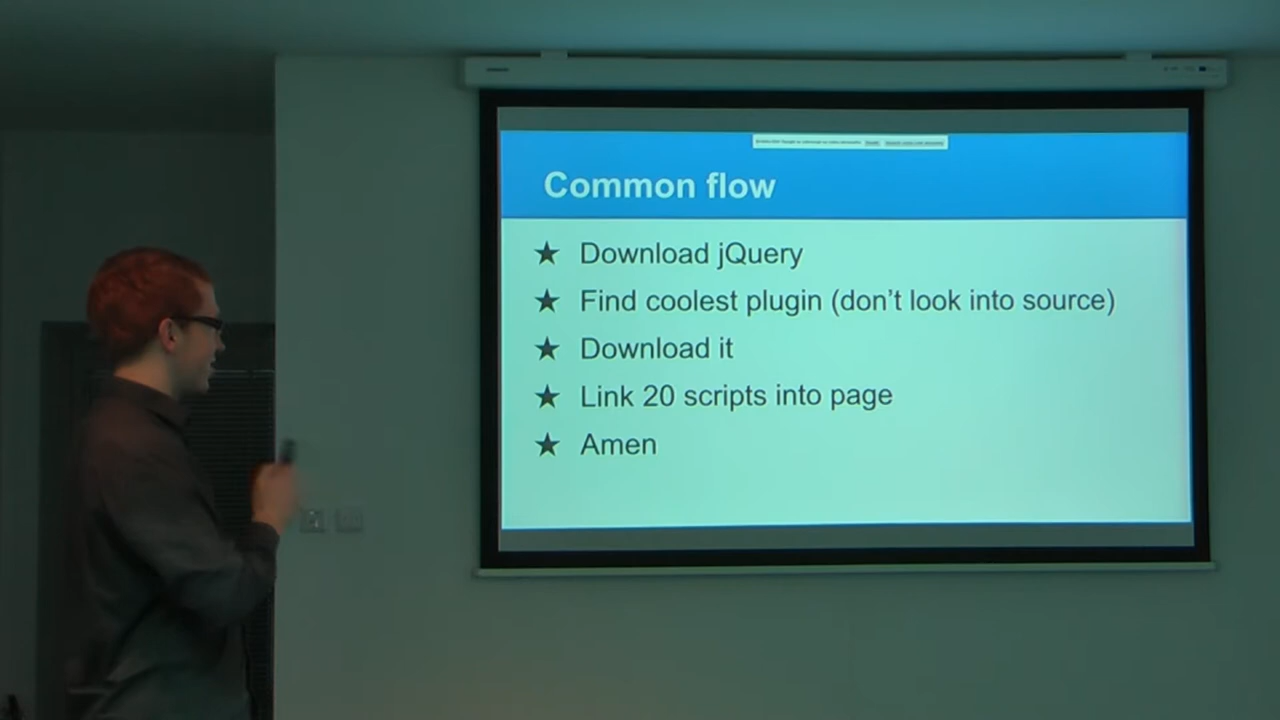 Common flow
★ Download jQuery
★ Find coolest plugin (don't look into source)
★ Download it
★ Link 20 scripts into page
★ Amen